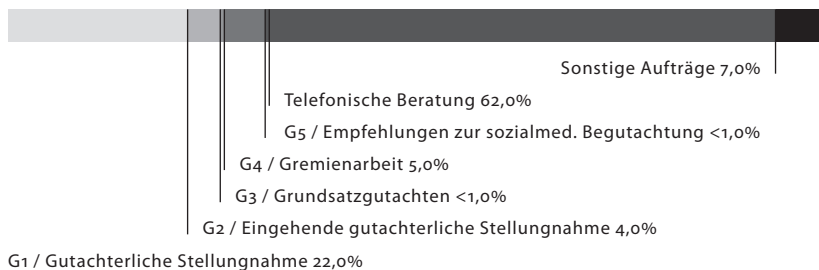 Sonstige Aufträge 7,0%
Telefonische Beratung 62,0%
G5 / Empfehlungen zur sozialmed. Begutachtung <1,0%
G4 / Gremienarbeit 5,0%
G3 / Grundsatzgutachten <1,0%
G2 / Eingehende gutachterliche Stellungnahme 4,0%
G1 / Gutachterliche Stellungnahme 22,0%